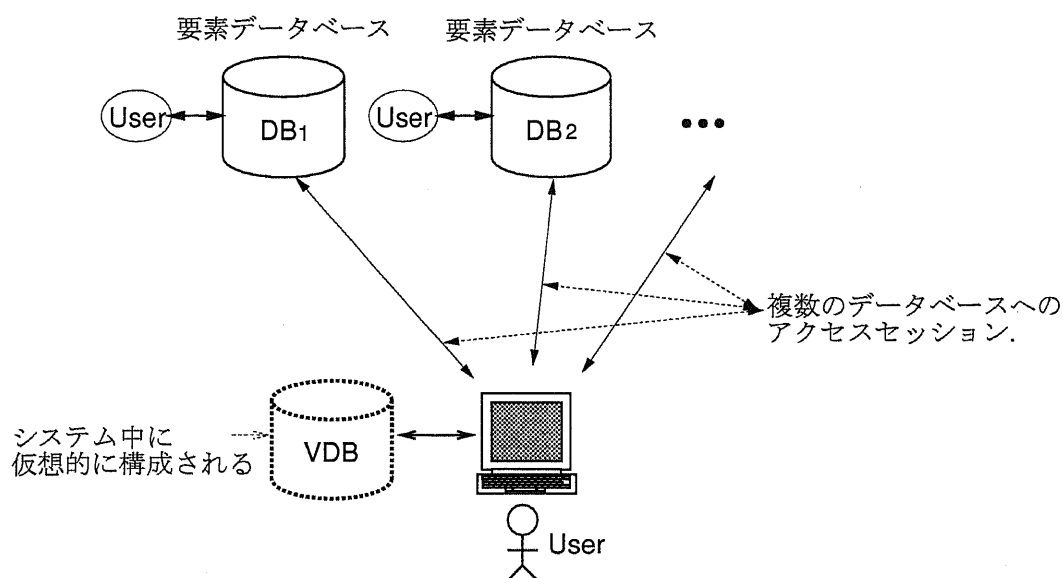 要素データベース
要素データベース
User
DB1
User
DB2
•••
複数のデータベースへの
アクセスセッション.
システム中に
仮想的に構成される
VDB
User